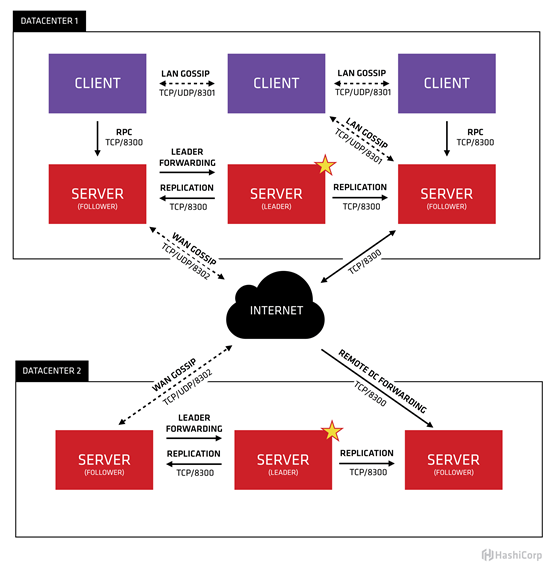 DATACENTER 1
CLIENT
LAN GOSSIP
TCP/UDP/8301
CLIENT
LAN GOSSIP
TCP/UDP/8301
CLIENT
RPC
TCP/8300
LAN GOSSIP
TCP/UDP/8301
RPC
TCP/8300
SERVER
(FOLLOWER)
LEADER
FORWARDING
REPLICATION
TCP/8300
SERVER
(LEADER)
REPLICATION
TCP/8300
SERVER
(FOLLOWER)
WAN GOSSIP
TCP/UDP/8302
TCP/8300
INTERNET
DATACENTER 2
WAN GOSSIP
TCP/UDP/8302
REMOTE DC FORWARDING
TCP/8300
SERVER
(FOLLOWER)
LEADER
FORWARDING
REPLICATION
TCP/8300
SERVER
(LEADER)
REPLICATION
TCP/8300
SERVER
(FOLLOWER)
HashiCorp